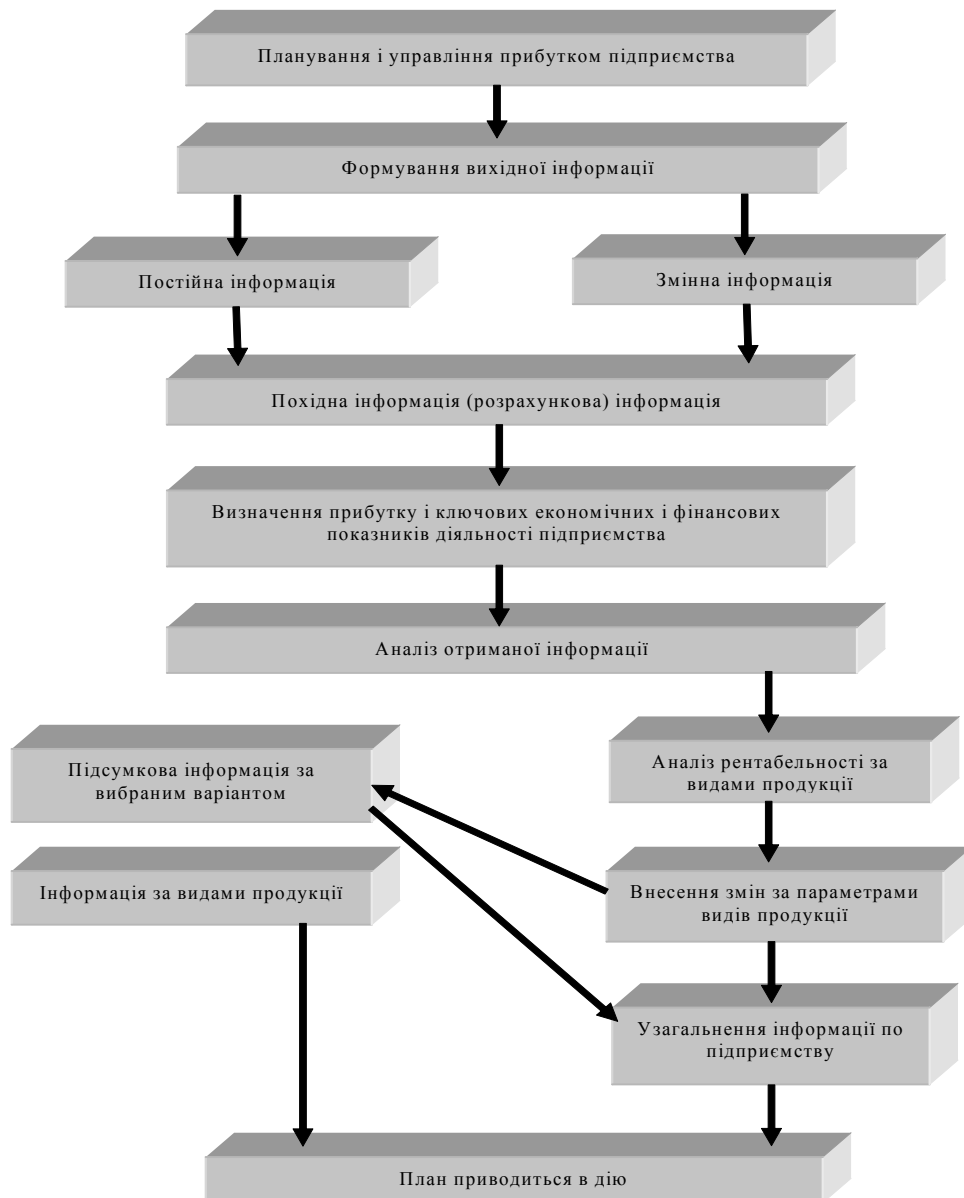 Планування і управління прибутком підприємства
Формування вихідної інформації
Постійна інформація
Змінна інформація
Похідна інформація (розрахункова) інформація
Визначення прибутку і ключових економічних і фінансових
показників діяльності підприємства
Аналіз отриманої інформації
Підсумкова інформація за
вибраним варіантом
Аналіз рентабельності за
видами продукції
Інформація за видами продукції
Внесення змін за параметрами
видів продукції
Узагальнення інформації по
підприємству
План приводиться в дію